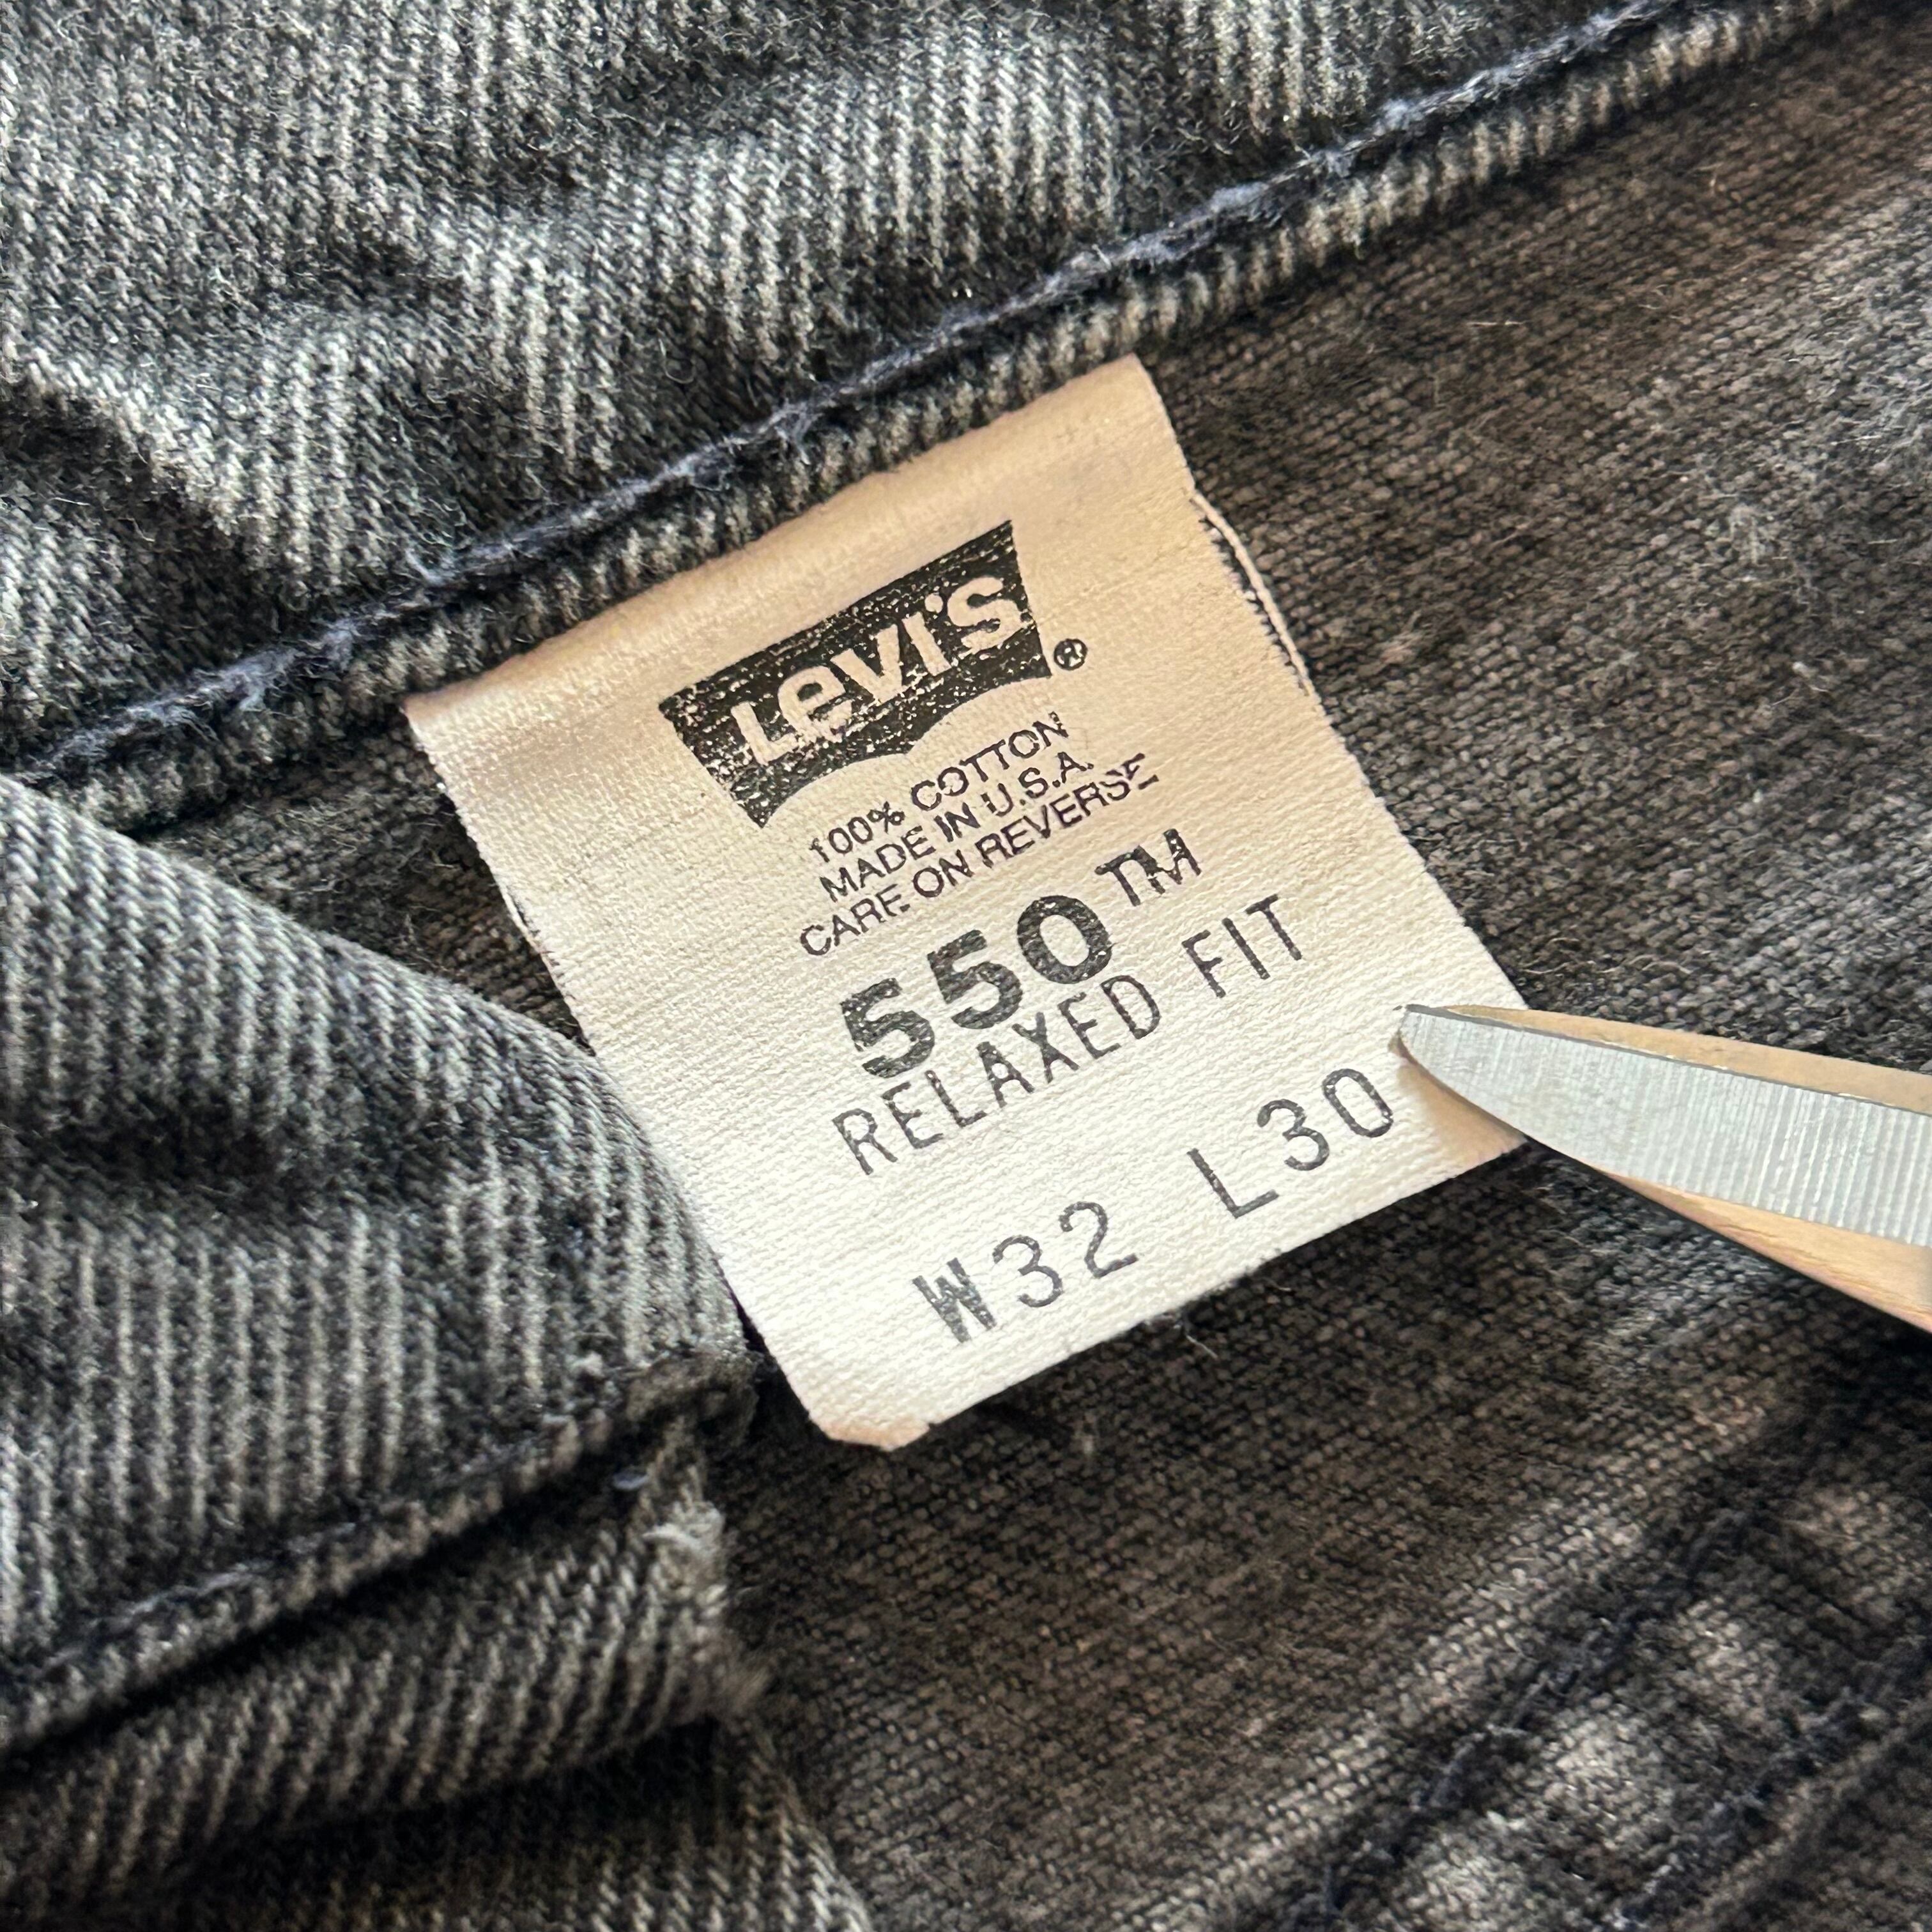 Levi's ®
100% COTTON
MADE IN U.S.A.
CARE ON REVERSE
550™
RELAXED FIT
W32 L30